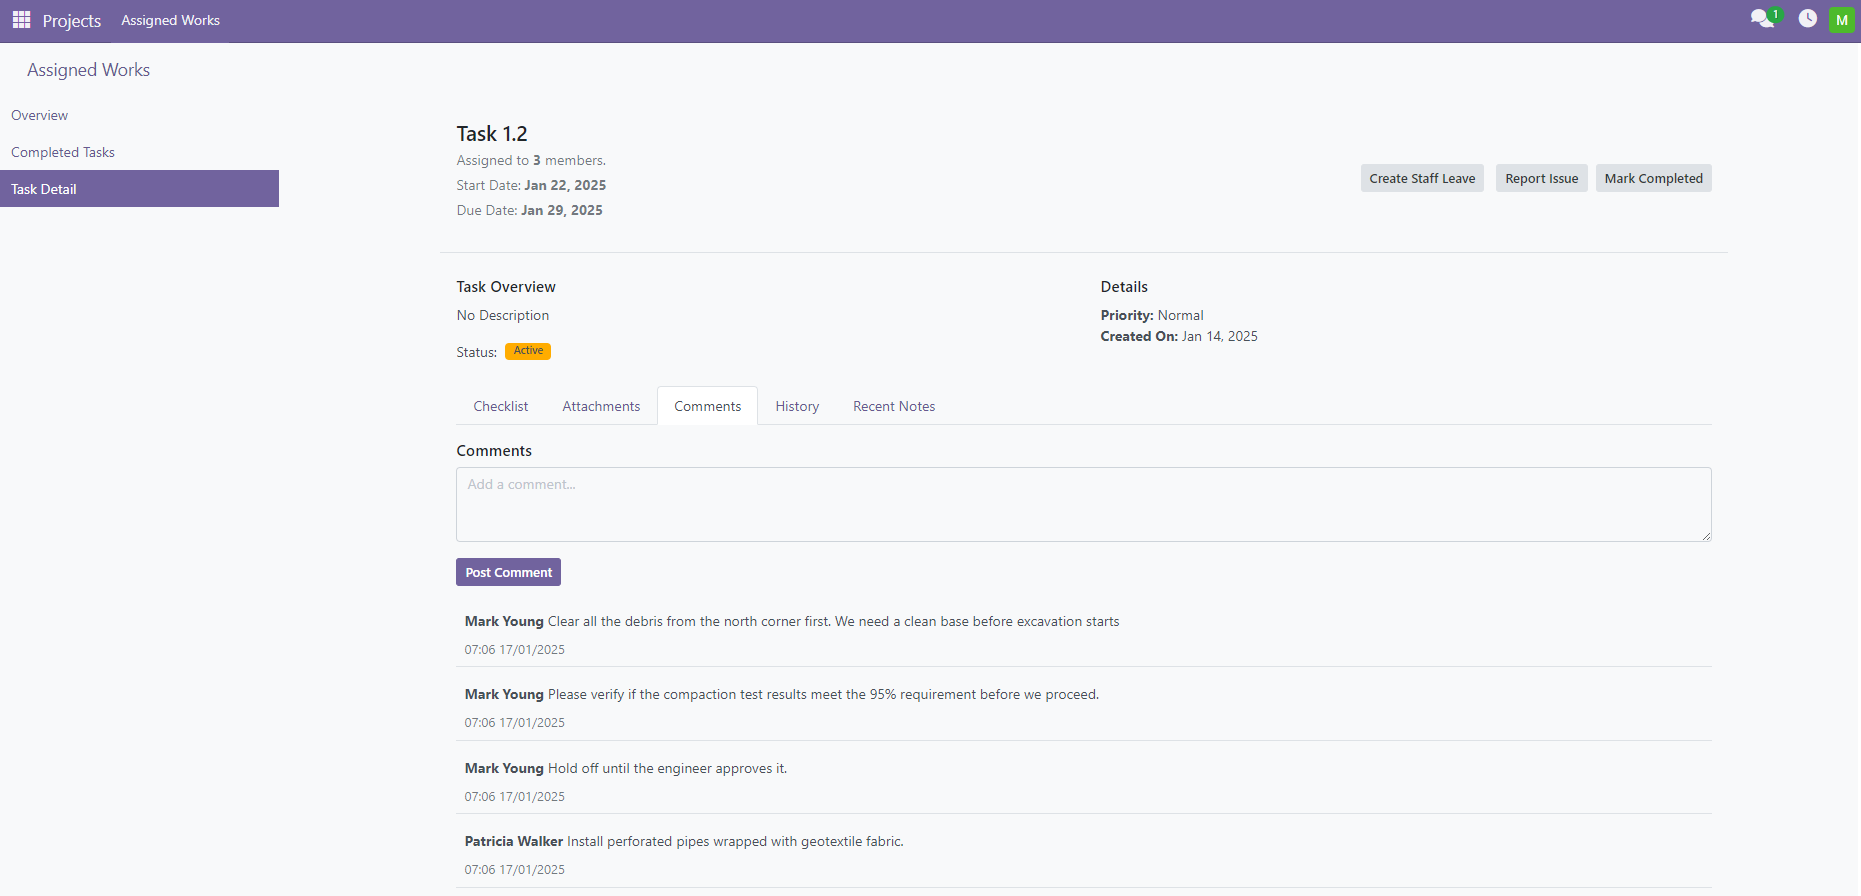 Projects Assigned Works 1 M
Assigned Works
Overview
Completed Tasks
Task Detail
Task 1.2
Assigned to 3 members.
Start Date: Jan 22, 2025
Due Date: Jan 29, 2025
Create Staff Leave Report Issue Mark Completed
Task Overview
No Description
Status: Active
Details
Priority: Normal
Created On: Jan 14, 2025
Checklist Attachments Comments History Recent Notes
Comments
Add a comment...
Post Comment
Mark Young Clear all the debris from the north corner first. We need a clean base before excavation starts
07:06 17/01/2025
Mark Young Please verify if the compaction test results meet the 95% requirement before we proceed.
07:06 17/01/2025
Mark Young Hold off until the engineer approves it.
07:06 17/01/2025
Patricia Walker Install perforated pipes wrapped with geotextile fabric.
07:06 17/01/2025